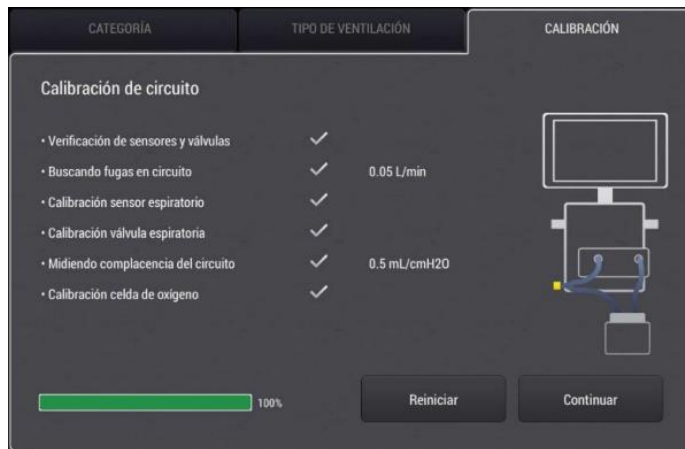 CATEGORÍA
TIPO DE VENTILACIÓN
CALIBRACIÓN
Calibración de circuito
• Verificación de sensores y válvulas
• Buscando fugas en circuito 0.05 L/min
• Calibración sensor espiratorio
• Calibración válvula espiratoria
• Midiendo complacencia del circuito 0.5 mL/cmH2O
• Calibración celda de oxígeno
100%
Reiniciar
Continuar